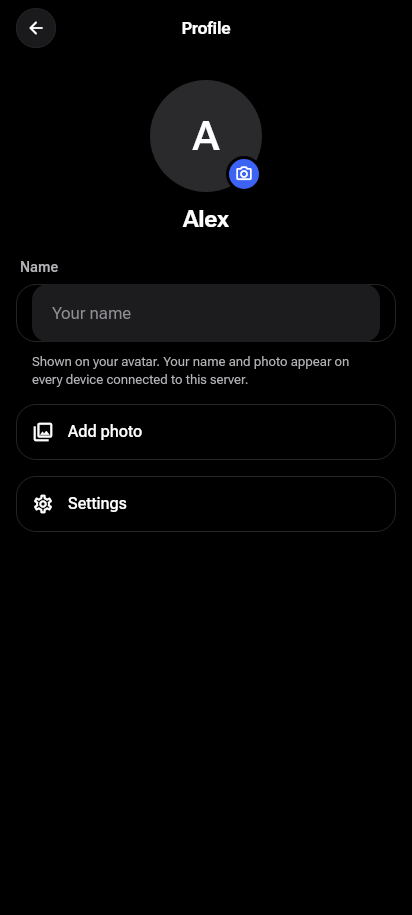 Profile
A
Alex
Name
Your name
Shown on your avatar. Your name and photo appear on
every device connected to this server.
Add photo
Settings